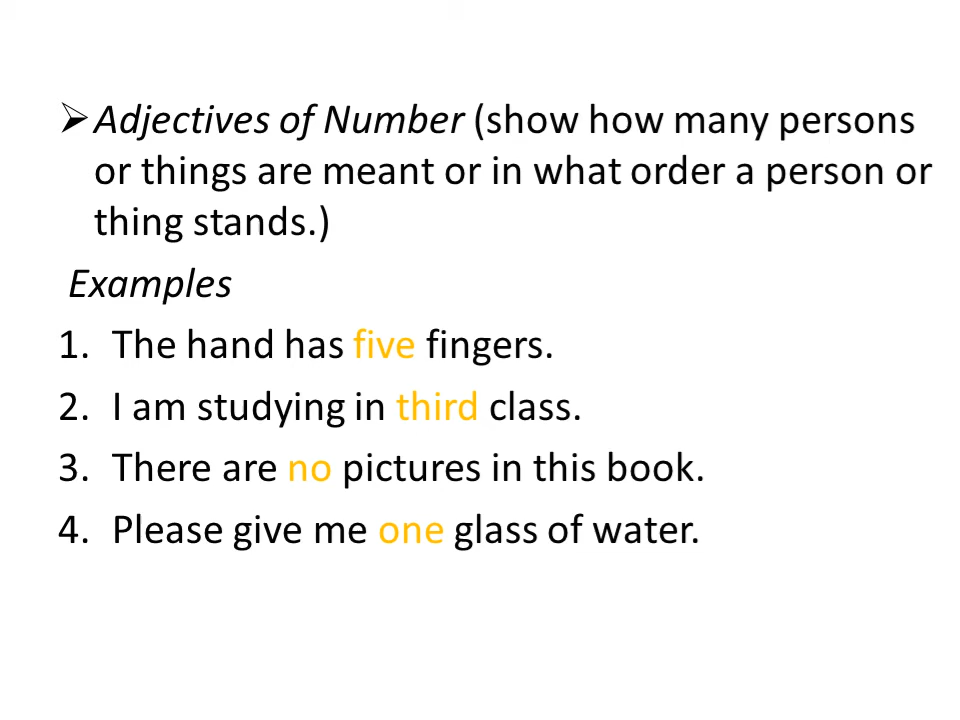 ➢Adjectives of Number (show how many persons
or things are meant or in what order a person or
thing stands.)
Examples
1. The hand has five fingers.
2. I am studying in third class.
3. There are no pictures in this book.
4. Please give me one glass of water.